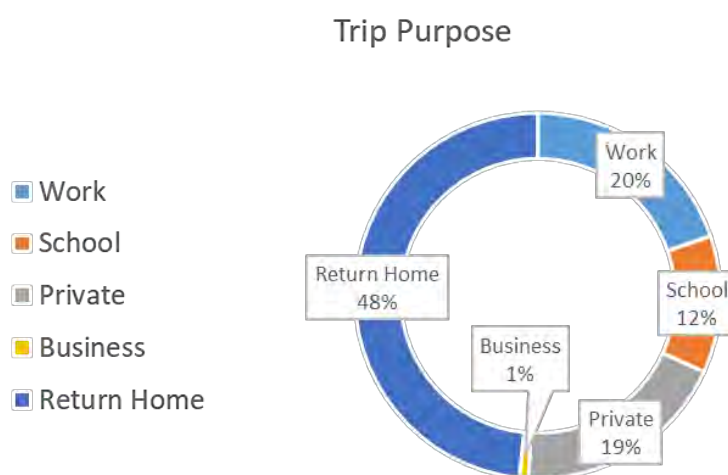 Trip Purpose
Work
School
Private
Business
Return Home
Work
20%
School
12%
Private
19%
Business
1%
Return Home
48%